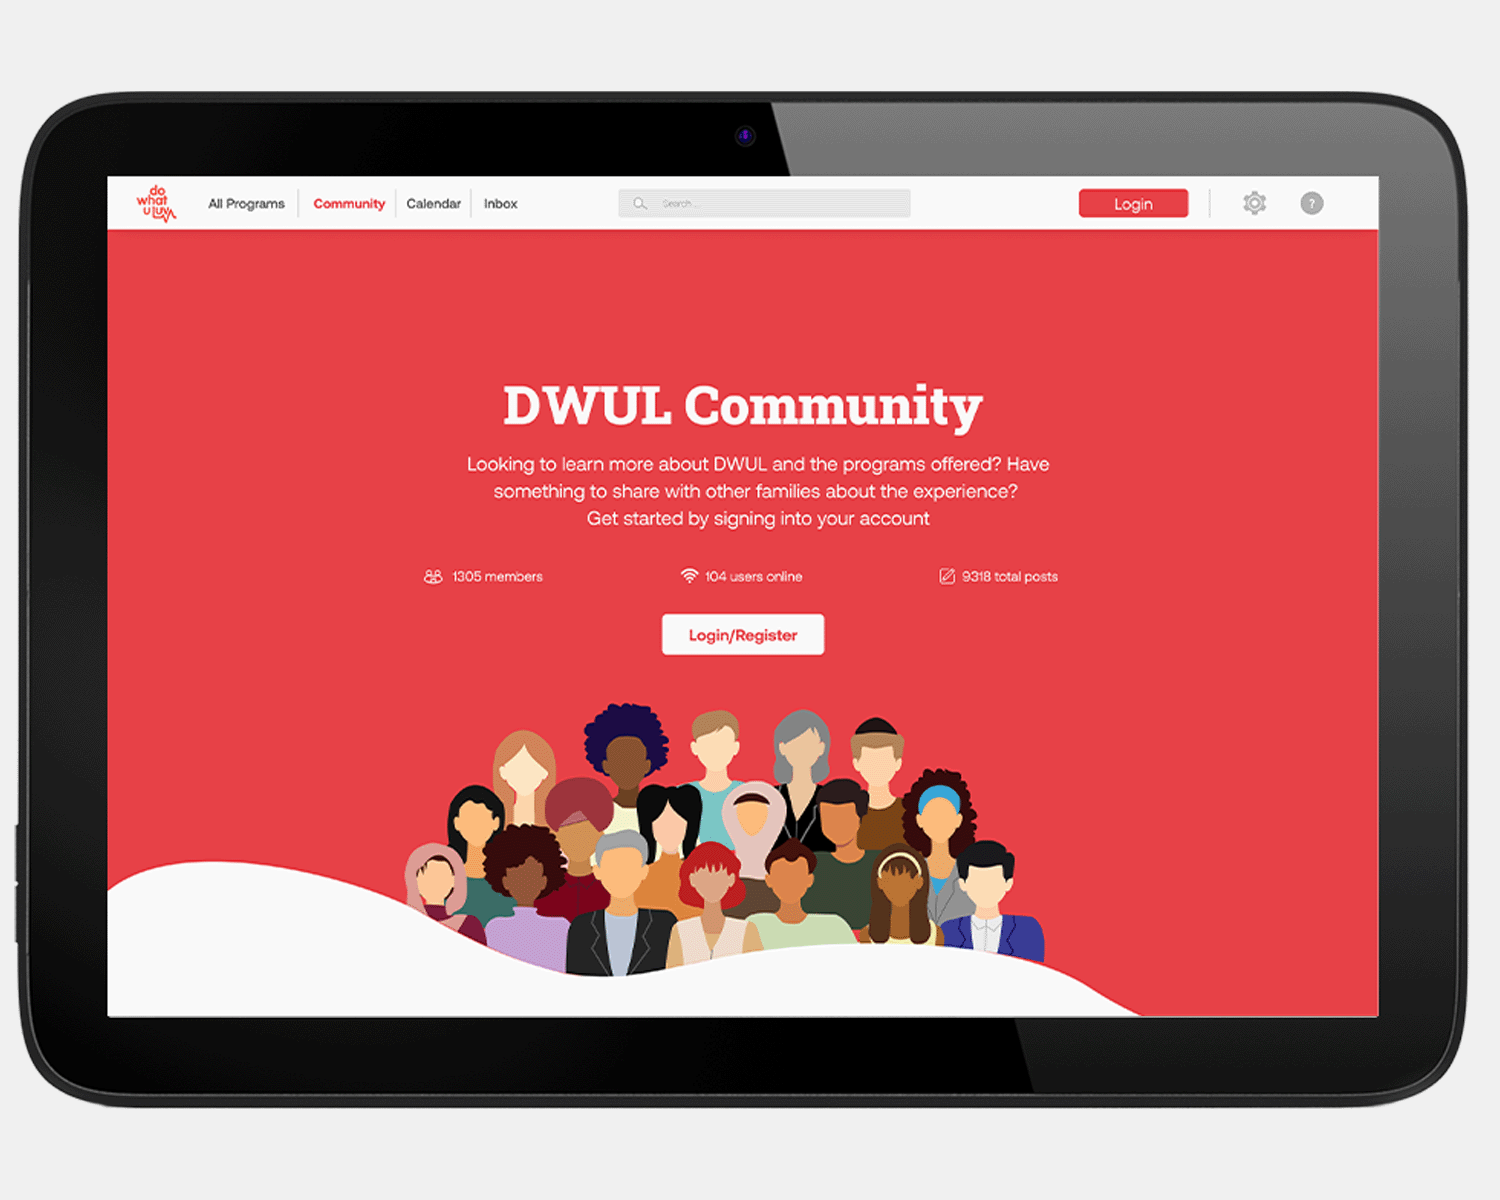 do
what
u luv
All Programs
Community
Calendar
Inbox
Search...
Login
?
DWUL Community
Looking to learn more about DWUL and the programs offered? Have
something to share with other families about the experience?
Get started by signing into your account
1305 members
104 users online
9318 total posts
Login/Register